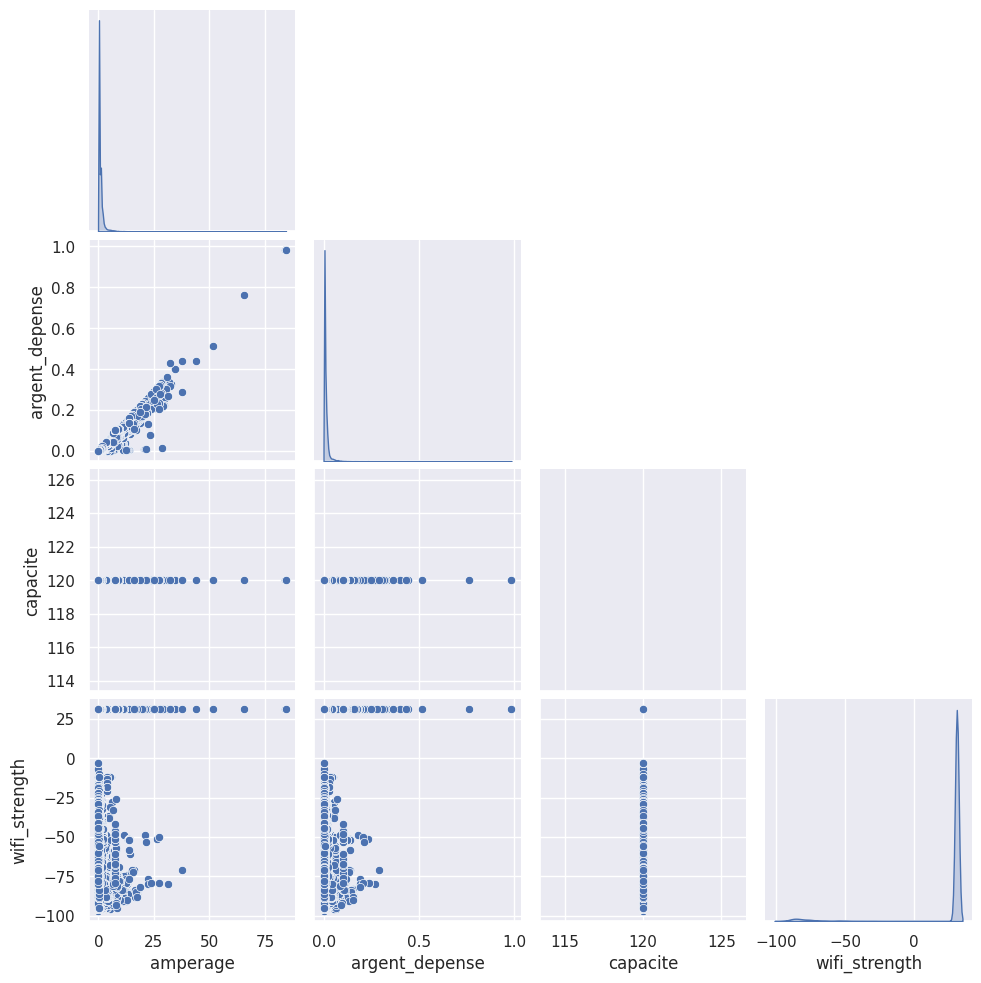 1.0
0.8
0.6
0.4
0.2
0.0
argent_depense
126
124
122
120
118
116
114
capacite
25
0
−25
−50
−75
−100
wifi_strength
0 25 50 75
0.0 0.5 1.0
115 120 125
−100 −50 0
amperage argent_depense capacite wifi_strength